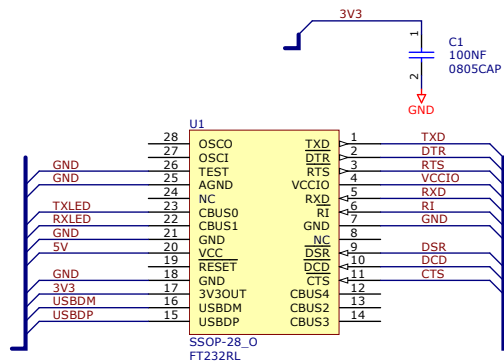 3V3
1
C1
100NF
0805CAP
2
GND
U1
28 OSCO TXD 1 TXD
27 OSCI DTR 2 DTR
GND 26 TEST RTS 3 RTS
GND 25 AGND VCCIO 4 VCCIO
24 NC RXD 5 RXD
TXLED 23 CBUS0 RI 6 RI
RXLED 22 CBUS1 GND 7 GND
GND 21 GND NC 8
5V 20 VCC DSR 9 DSR
19 RESET DCD 10 DCD
GND 18 GND CTS 11 CTS
3V3 17 3V3OUT CBUS4 12
USBDM 16 USBDM CBUS2 13
USBDP 15 USBDP CBUS3 14
SSOP-28_O
FT232RL